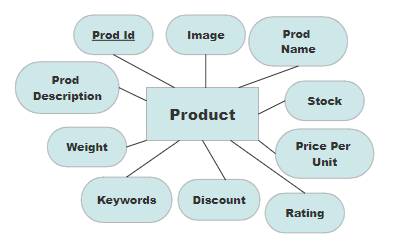 Prod Id
Image
Prod
Name
Prod
Description
Product
Stock
Weight
Price Per
Unit
Keywords
Discount
Rating